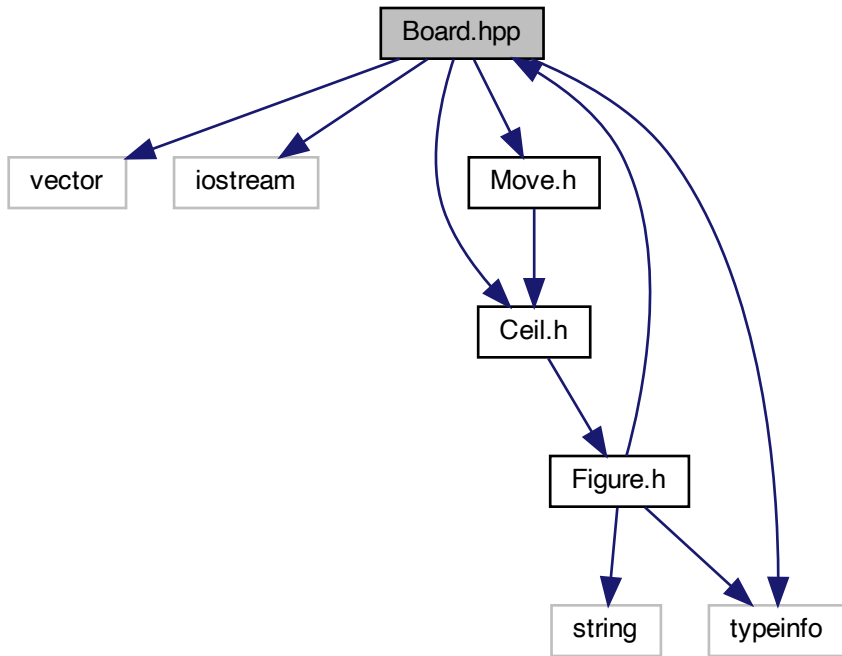 Board.hpp
vector
iostream
Move.h
Ceil.h
Figure.h
string
typeinfo